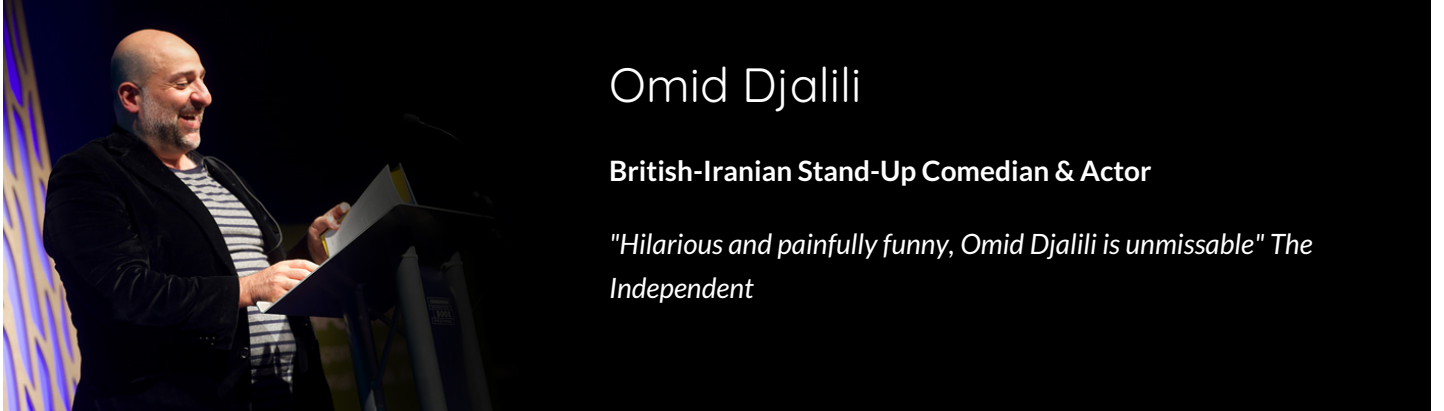 Omid Djalili
British-Iranian Stand-Up Comedian & Actor
"Hilarious and painfully funny, Omid Djalili is unmissable" The
Independent